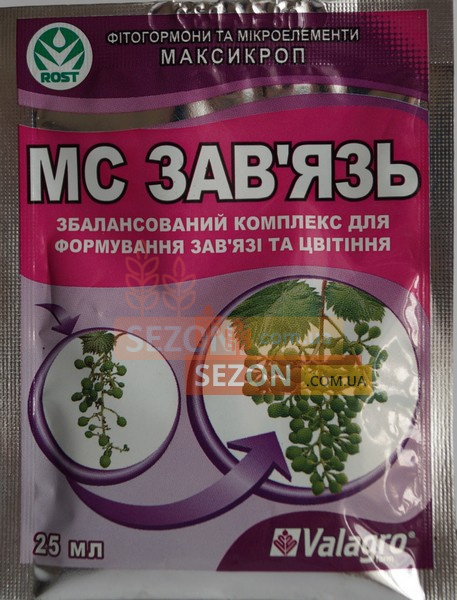 ROST
ФІТОГОРМОНИ ТА МІКРОЕЛЕМЕНТИ
МАКСИКРОП
МС ЗАВ'ЯЗЬ
ЗБАЛАНСОВАНИЙ КОМПЛЕКС ДЛЯ
ФОРМУВАННЯ ЗАВ'ЯЗІ ТА ЦВІТІННЯ
SEZON
SEZON .COM.UA
25 мл
Valagro